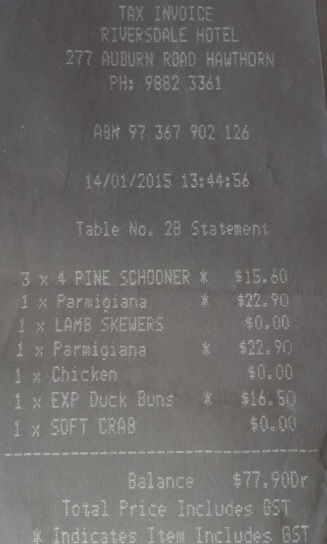 TAX INVOICE
RIVERSDALE HOTEL
277 AUBURN ROAD HAWTHORN
PH: 9882 3361
ABN 97 367 902 126
14/01/2015 13:44:56
Table No. 2B Statement
3 x 4 PINE SCHOONER * $15.60
1 x Parmigiana * $22.90
1 x LAMB SKEWERS $0.00
1 x Parmigiana * $22.90
1 x Chicken $0.00
1 x EXP Duck Buns * $16.50
1 x SOFT CRAB $0.00
Balance $77.90Dr
Total Price Includes GST
* Indicates Item Includes GST